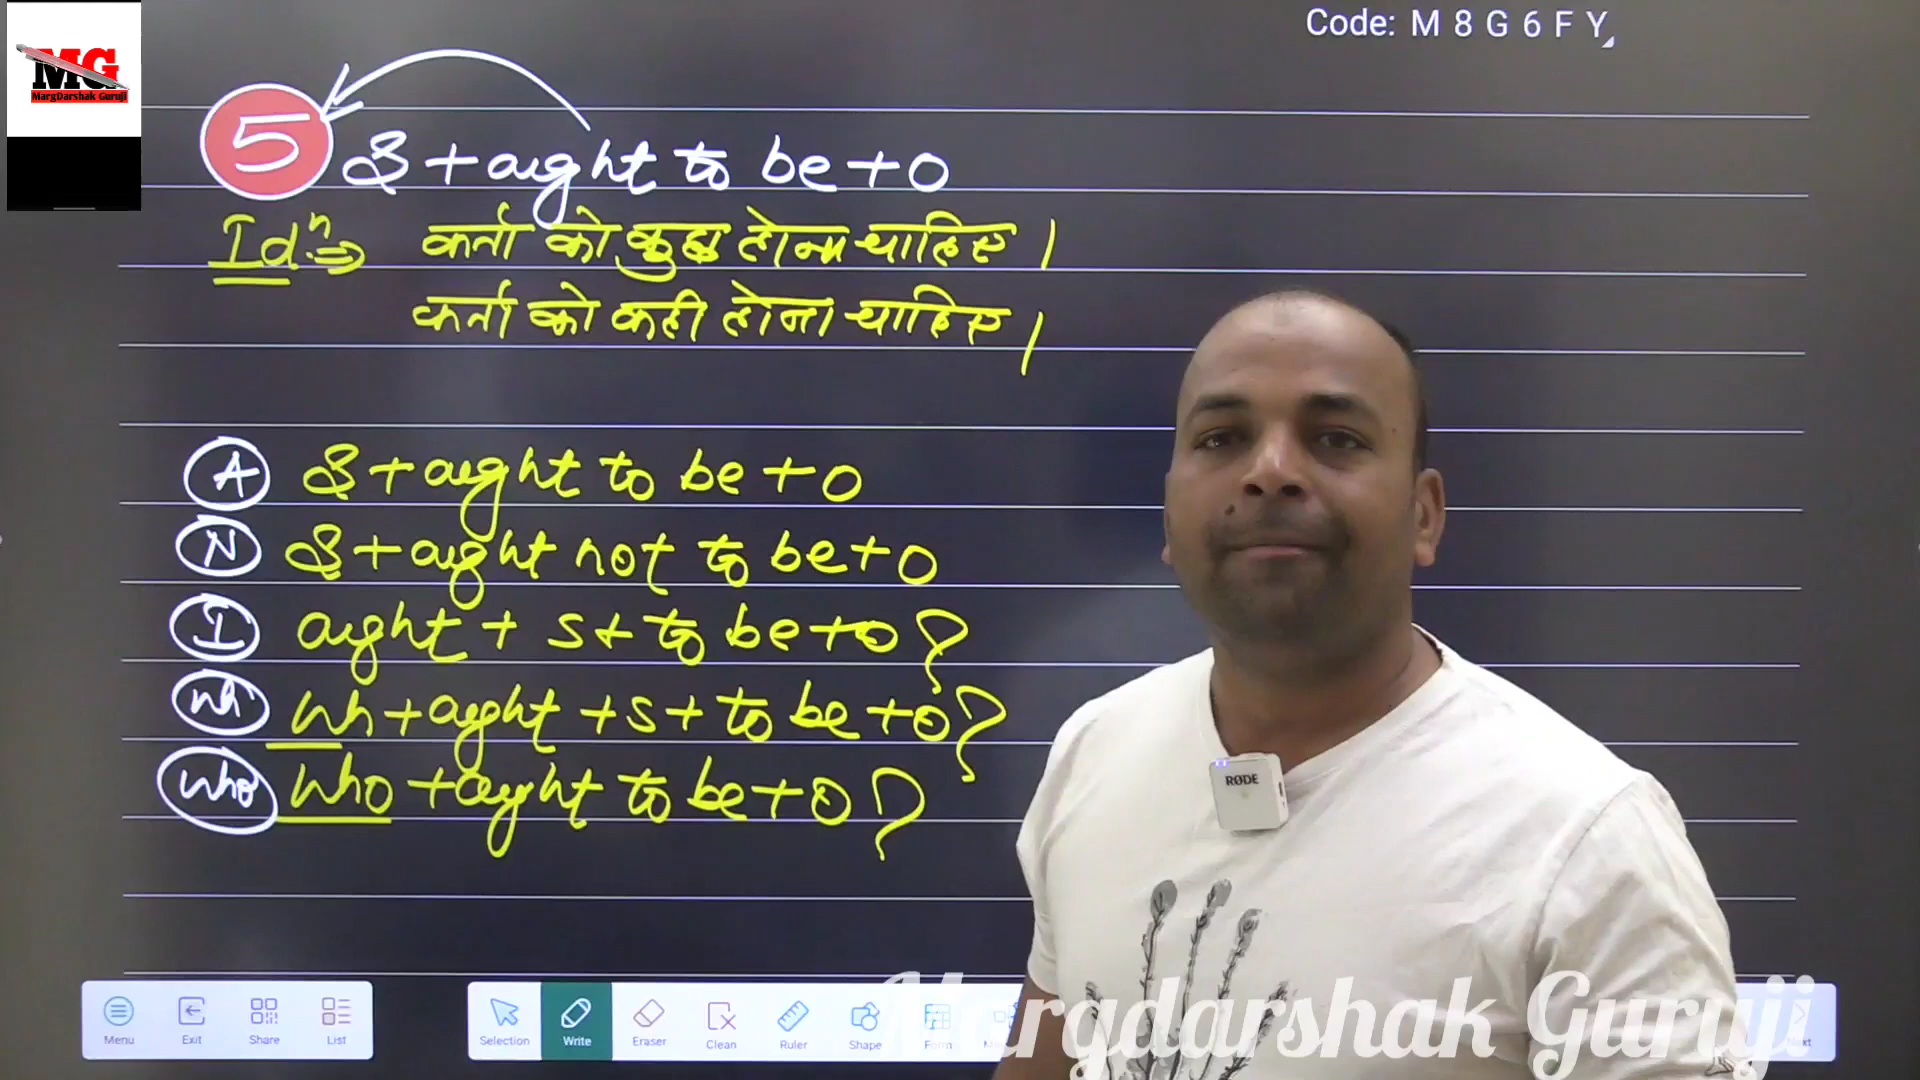 Code: M 8 G 6 F Y
MG
MargDarshak Guruji
5 S + aught to be + O
Idⁿ ⇒ कर्ता को कुछ होना चाहिए।
कर्ता को कही होना चाहिए।
A S + aught to be + O
N S + aught not to be + O
I aught + S + to be + O ?
Wh Wh + aught + S + to be + O ?
Who Who + aught to be + O ?
RØDE
Menu Exit Share List Selection Write Eraser Clean Ruler Shape Form Next
Margdarshak Guruji